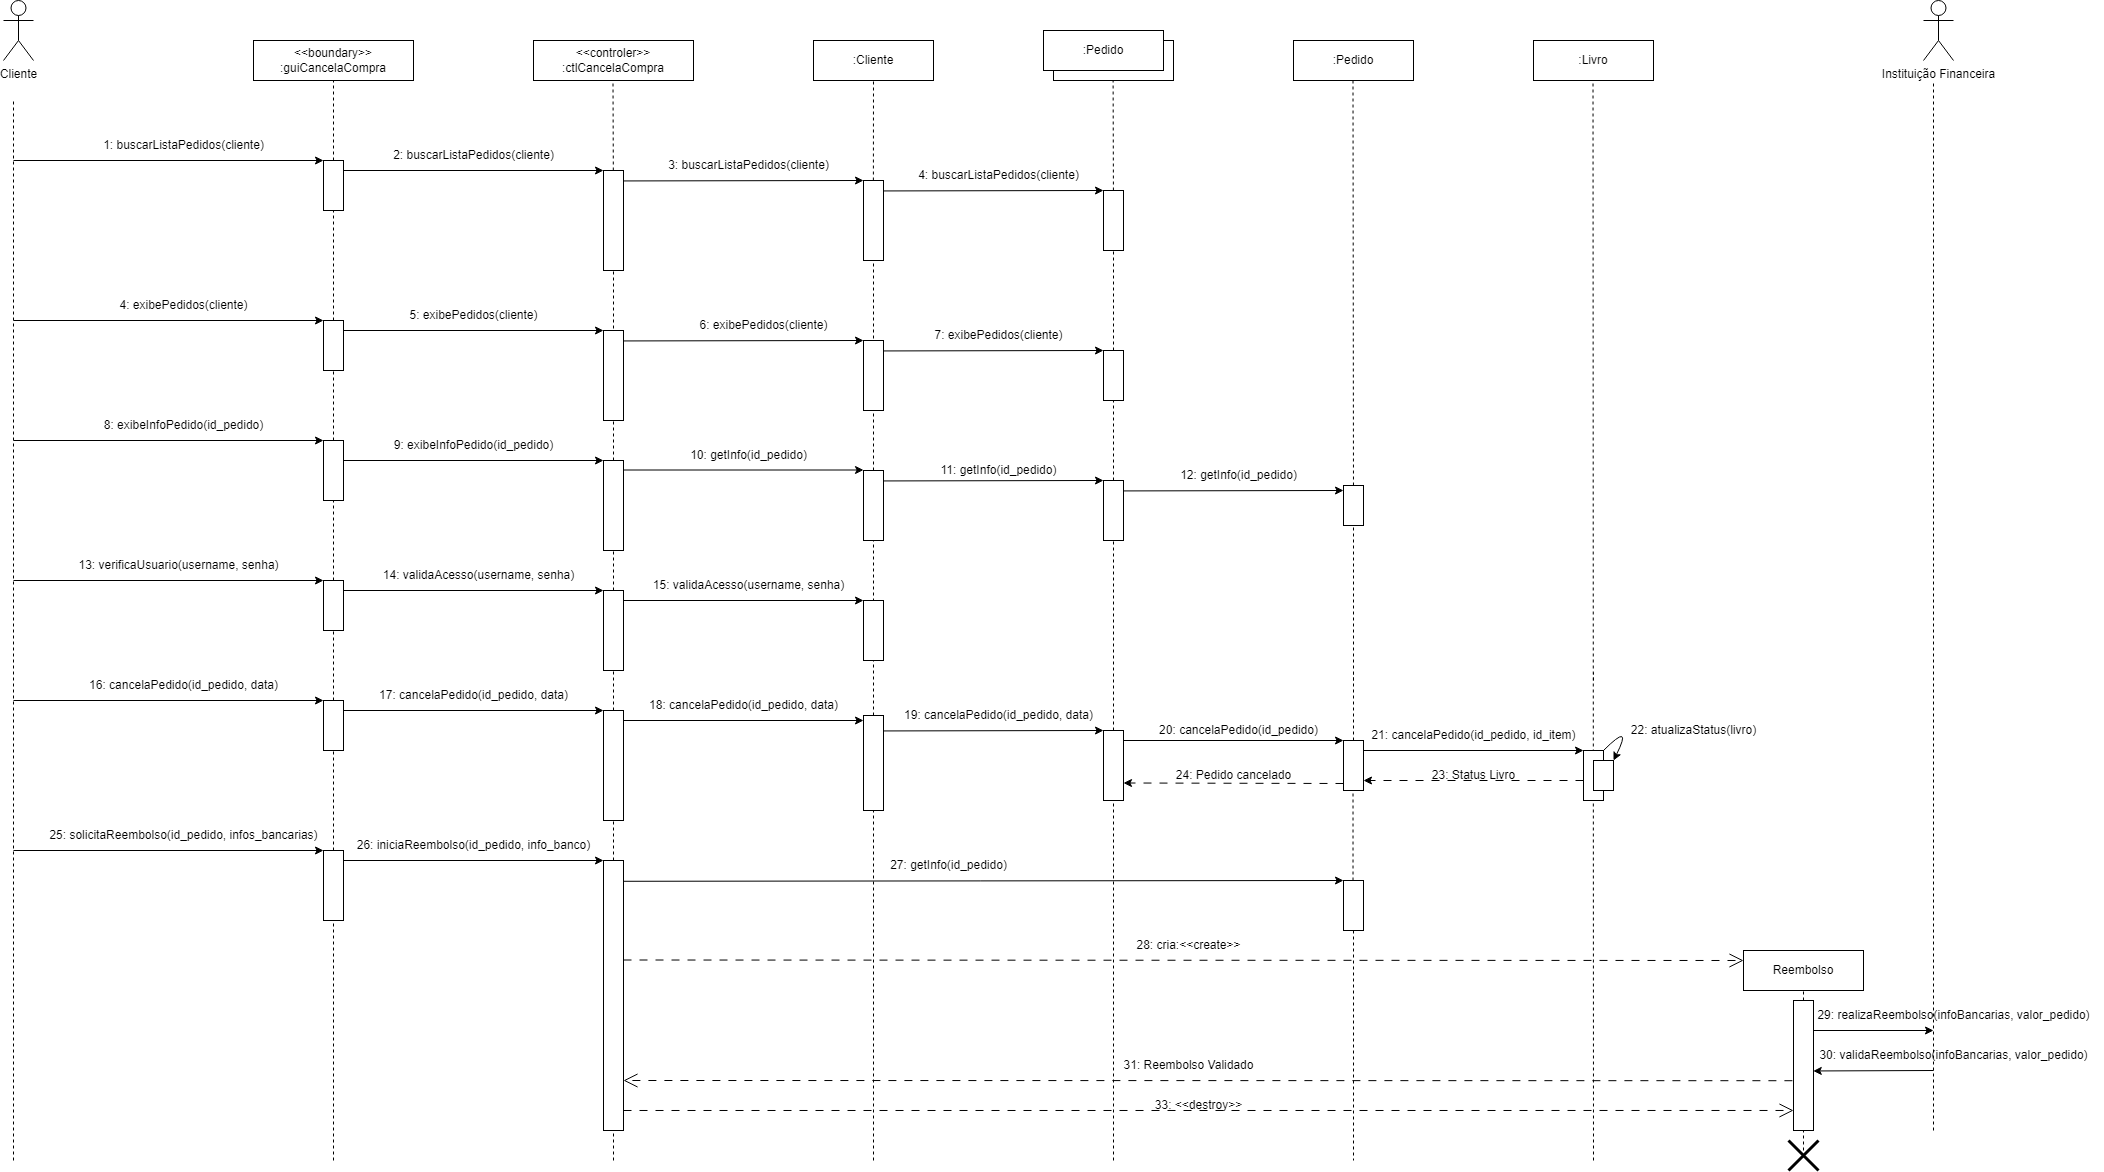 Cliente
<<boundary>>
:guiCancelaCompra
<<controler>>
:ctlCancelaCompra
:Cliente
:Pedido
:Pedido
:Livro
Instituição Financeira
1: buscarListaPedidos(cliente)
2: buscarListaPedidos(cliente)
3: buscarListaPedidos(cliente)
4: buscarListaPedidos(cliente)
4: exibePedidos(cliente)
5: exibePedidos(cliente)
6: exibePedidos(cliente)
7: exibePedidos(cliente)
8: exibeInfoPedido(id_pedido)
9: exibeInfoPedido(id_pedido)
10: getInfo(id_pedido)
11: getInfo(id_pedido)
12: getInfo(id_pedido)
13: verificaUsuario(username, senha)
14: validaAcesso(username, senha)
15: validaAcesso(username, senha)
16: cancelaPedido(id_pedido, data)
17: cancelaPedido(id_pedido, data)
18: cancelaPedido(id_pedido, data)
19: cancelaPedido(id_pedido, data)
20: cancelaPedido(id_pedido)
21: cancelaPedido(id_pedido, id_item)
22: atualizaStatus(livro)
23: Status Livro
24: Pedido cancelado
25: solicitaReembolso(id_pedido, infos_bancarias)
26: iniciaReembolso(id_pedido, info_banco)
27: getInfo(id_pedido)
28: cria:<<create>>
Reembolso
29: realizaReembolso(infoBancarias, valor_pedido)
30: validaReembolso(infoBancarias, valor_pedido)
31: Reembolso Validado
33: <<destroy>>